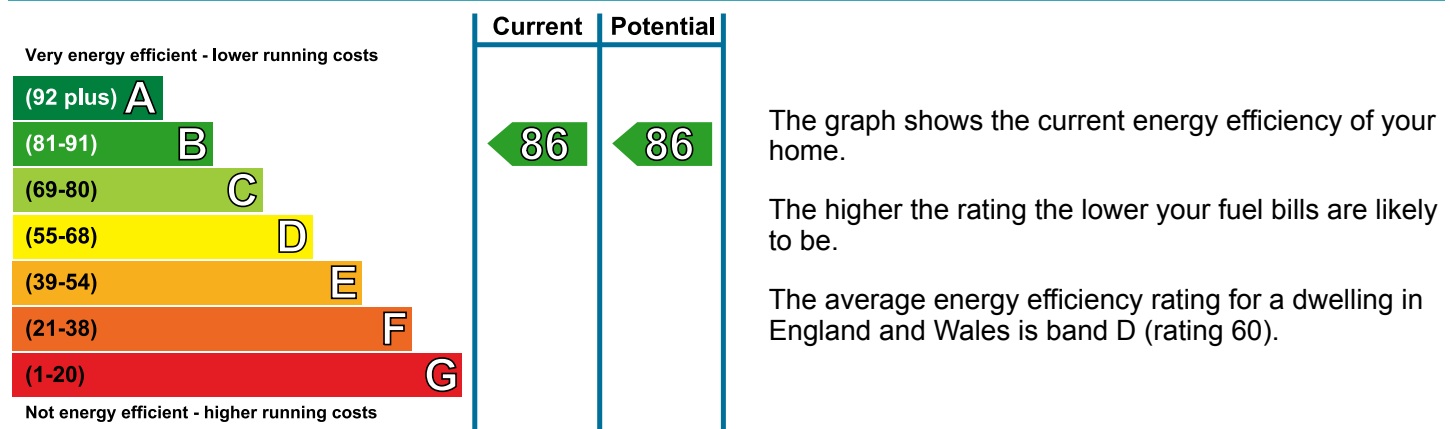 Current Potential
Very energy efficient - lower running costs
(92 plus) A
(81-91) B
86 86
(69-80) C
(55-68) D
(39-54) E
(21-38) F
(1-20) G
Not energy efficient - higher running costs
The graph shows the current energy efficiency of your
home.
The higher the rating the lower your fuel bills are likely
to be.
The average energy efficiency rating for a dwelling in
England and Wales is band D (rating 60).